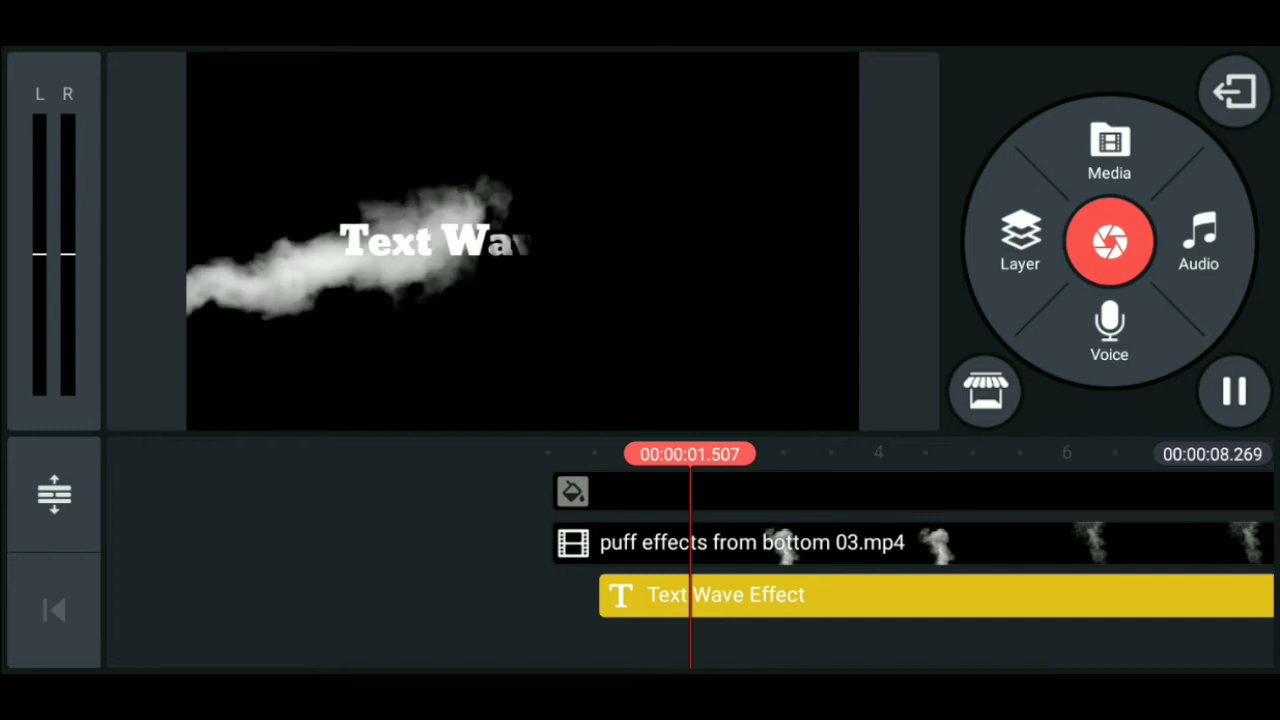 L R
Text Wav
Media
Layer
Audio
Voice
00:00:01.507
4
6
00:00:08.269
puff effects from bottom 03.mp4
T Text Wave Effect